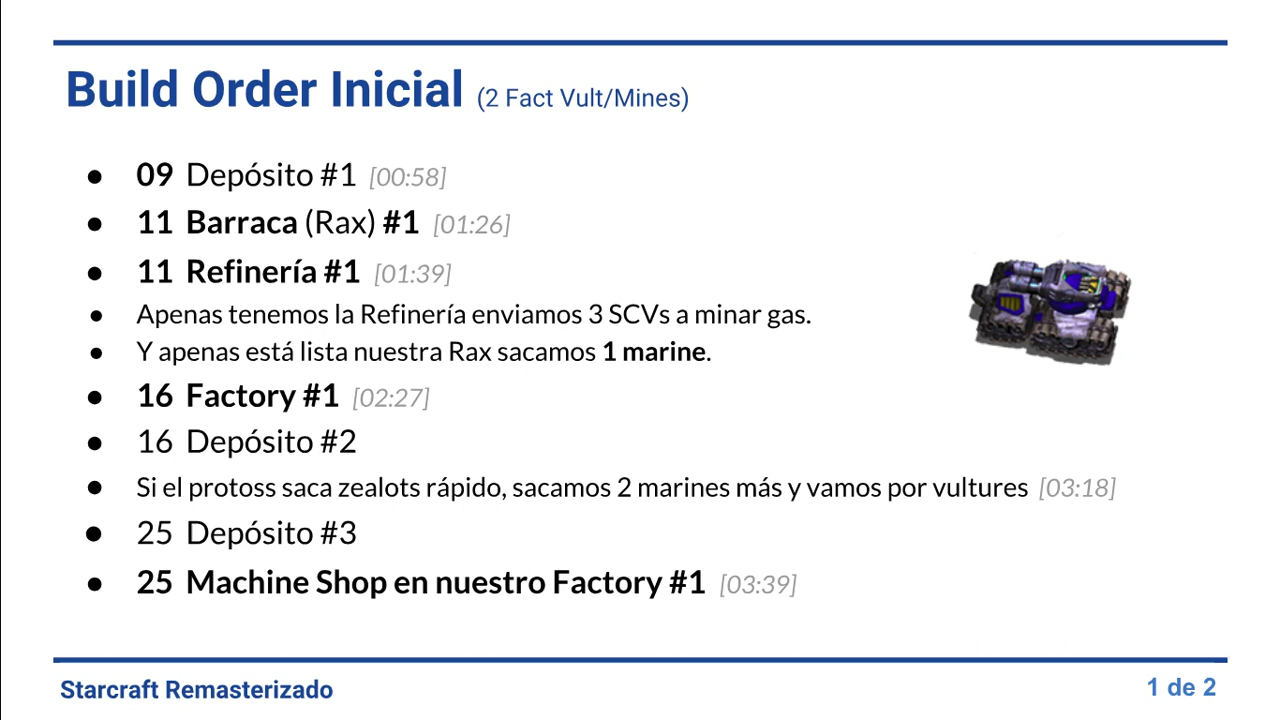 Build Order Inicial (2 Fact Vult/Mines)
● 09 Depósito #1 [00:58]
● 11 Barraca (Rax) #1 [01:26]
● 11 Refinería #1 [01:39]
● Apenas tenemos la Refinería enviamos 3 SCVs a minar gas.
● Y apenas está lista nuestra Rax sacamos 1 marine.
● 16 Factory #1 [02:27]
● 16 Depósito #2
● Si el protoss saca zealots rápido, sacamos 2 marines más y vamos por vultures [03:18]
● 25 Depósito #3
● 25 Machine Shop en nuestro Factory #1 [03:39]
Starcraft Remasterizado
1 de 2